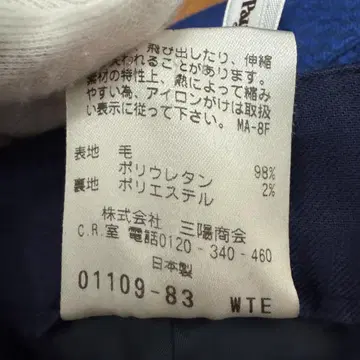 Pa
、飛び出したり、伸縮
われることがあります。
素材の特性上、熱によって縮み
やすい為、アイロンがけは取扱
い表示に従って下さい。 MA-8F
表地 毛 98%
ポリウレタン 2%
裏地 ポリエステル
株式会社 三陽商会
C.R.室 電話0120-340-460
日本製
01109-83 WTE